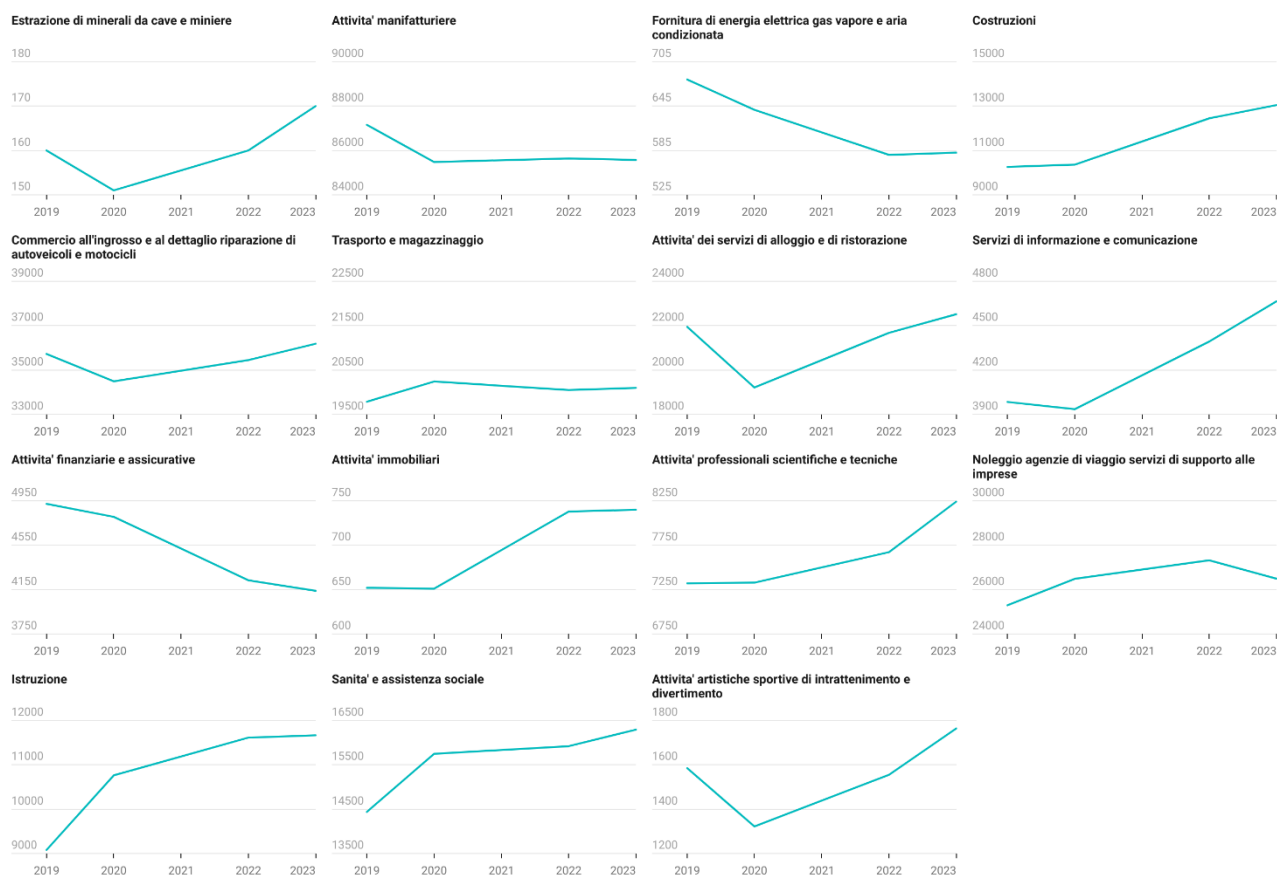 Estrazione di minerali da cave e miniere
180
170
160
150
2019 2020 2021 2022 2023
Attivita' manifatturiere
90000
88000
86000
84000
2019 2020 2021 2022 2023
Fornitura di energia elettrica gas vapore e aria
condizionata
705
645
585
525
2019 2020 2021 2022 2023
Costruzioni
15000
13000
11000
9000
2019 2020 2021 2022 2023
Commercio all'ingrosso e al dettaglio riparazione di
autoveicoli e motocicli
39000
37000
35000
33000
2019 2020 2021 2022 2023
Trasporto e magazzinaggio
22500
21500
20500
19500
2019 2020 2021 2022 2023
Attivita' dei servizi di alloggio e di ristorazione
24000
22000
20000
18000
2019 2020 2021 2022 2023
Servizi di informazione e comunicazione
4800
4500
4200
3900
2019 2020 2021 2022 2023
Attivita' finanziarie e assicurative
4950
4550
4150
3750
2019 2020 2021 2022 2023
Attivita' immobiliari
750
700
650
600
2019 2020 2021 2022 2023
Attivita' professionali scientifiche e tecniche
8250
7750
7250
6750
2019 2020 2021 2022 2023
Noleggio agenzie di viaggio servizi di supporto alle
imprese
30000
28000
26000
24000
2019 2020 2021 2022 2023
Istruzione
12000
11000
10000
9000
2019 2020 2021 2022 2023
Sanita' e assistenza sociale
16500
15500
14500
13500
2019 2020 2021 2022 2023
Attivita' artistiche sportive di intrattenimento e
divertimento
1800
1600
1400
1200
2019 2020 2021 2022 2023